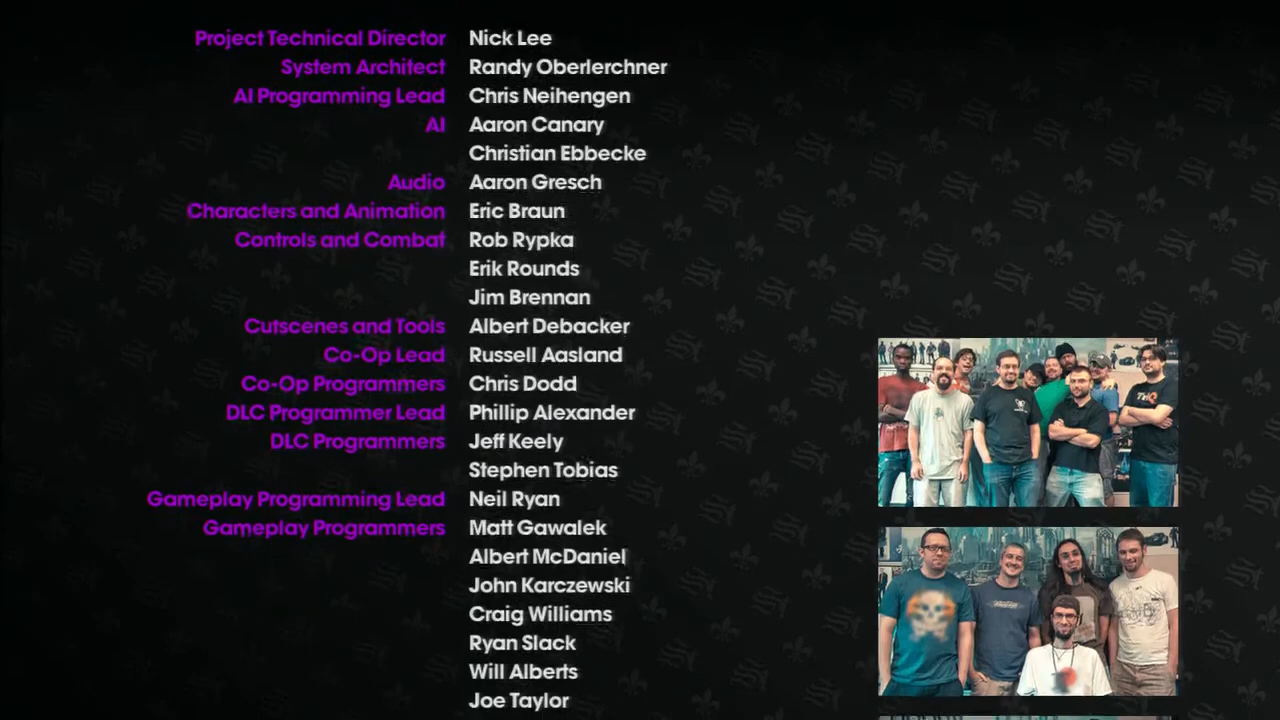 Project Technical Director Nick Lee
System Architect Randy Oberlerchner
AI Programming Lead Chris Neihengen
AI Aaron Canary
Christian Ebbecke
Audio Aaron Gresch
Characters and Animation Eric Braun
Controls and Combat Rob Rypka
Erik Rounds
Jim Brennan
Cutscenes and Tools Albert Debacker
Co-Op Lead Russell Aasland
Co-Op Programmers Chris Dodd
DLC Programmer Lead Phillip Alexander
DLC Programmers Jeff Keely
Stephen Tobias
Gameplay Programming Lead Neil Ryan
Gameplay Programmers Matt Gawalek
Albert McDaniel
John Karczewski
Craig Williams
Ryan Slack
Will Alberts
Joe Taylor
THQ